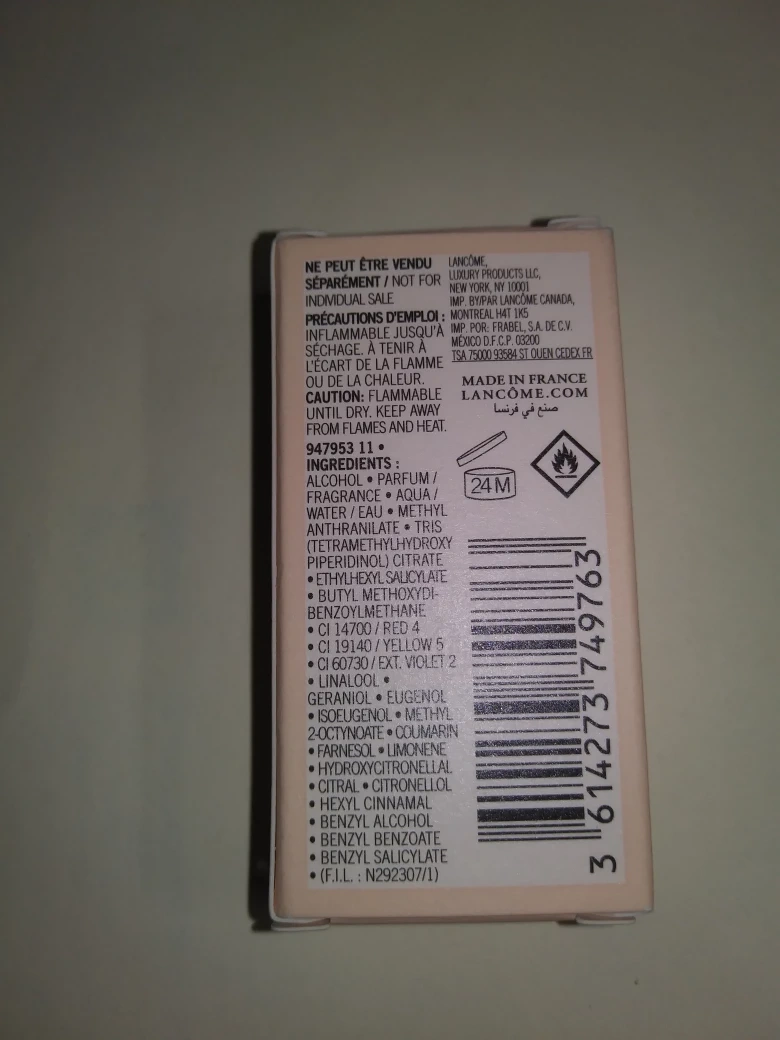 NE PEUT ÊTRE VENDU
SÉPARÉMENT / NOT FOR
INDIVIDUAL SALE
PRÉCAUTIONS D'EMPLOI :
INFLAMMABLE JUSQU'À
SÉCHAGE. À TENIR À
L'ÉCART DE LA FLAMME
OU DE LA CHALEUR.
CAUTION: FLAMMABLE
UNTIL DRY. KEEP AWAY
FROM FLAMES AND HEAT.
947953 11 •
INGREDIENTS :
ALCOHOL • PARFUM /
FRAGRANCE • AQUA /
WATER / EAU • METHYL
ANTHRANILATE • TRIS
(TETRAMETHYLHYDROXY
PIPERIDINOL) CITRATE
• ETHYLHEXYL SALICYLATE
• BUTYL METHOXYDI-
BENZOYLMETHANE
• CI 14700 / RED 4
• CI 19140 / YELLOW 5
• CI 60730 / EXT. VIOLET 2
• LINALOOL •
GERANIOL • EUGENOL
• ISOEUGENOL • METHYL
2-OCTYNOATE • COUMARIN
• FARNESOL • LIMONENE
• HYDROXYCITRONELLAL
• CITRAL • CITRONELLOL
• HEXYL CINNAMAL
• BENZYL ALCOHOL
• BENZYL BENZOATE
• BENZYL SALICYLATE
• (F.I.L. : N292307/1)
LANCÔME,
LUXURY PRODUCTS LLC,
NEW YORK, NY 10001
IMP. BY/PAR LANCÔME CANADA,
MONTREAL H4T 1K5
IMP. POR: FRABEL, S.A. DE C.V.
MÉXICO D.F.C.P. 03200
TSA 75000 93584 ST OUEN CEDEX FR
MADE IN FRANCE
LANCÔME.COM
صنع في فرنسا
24 M
3 614273 749763